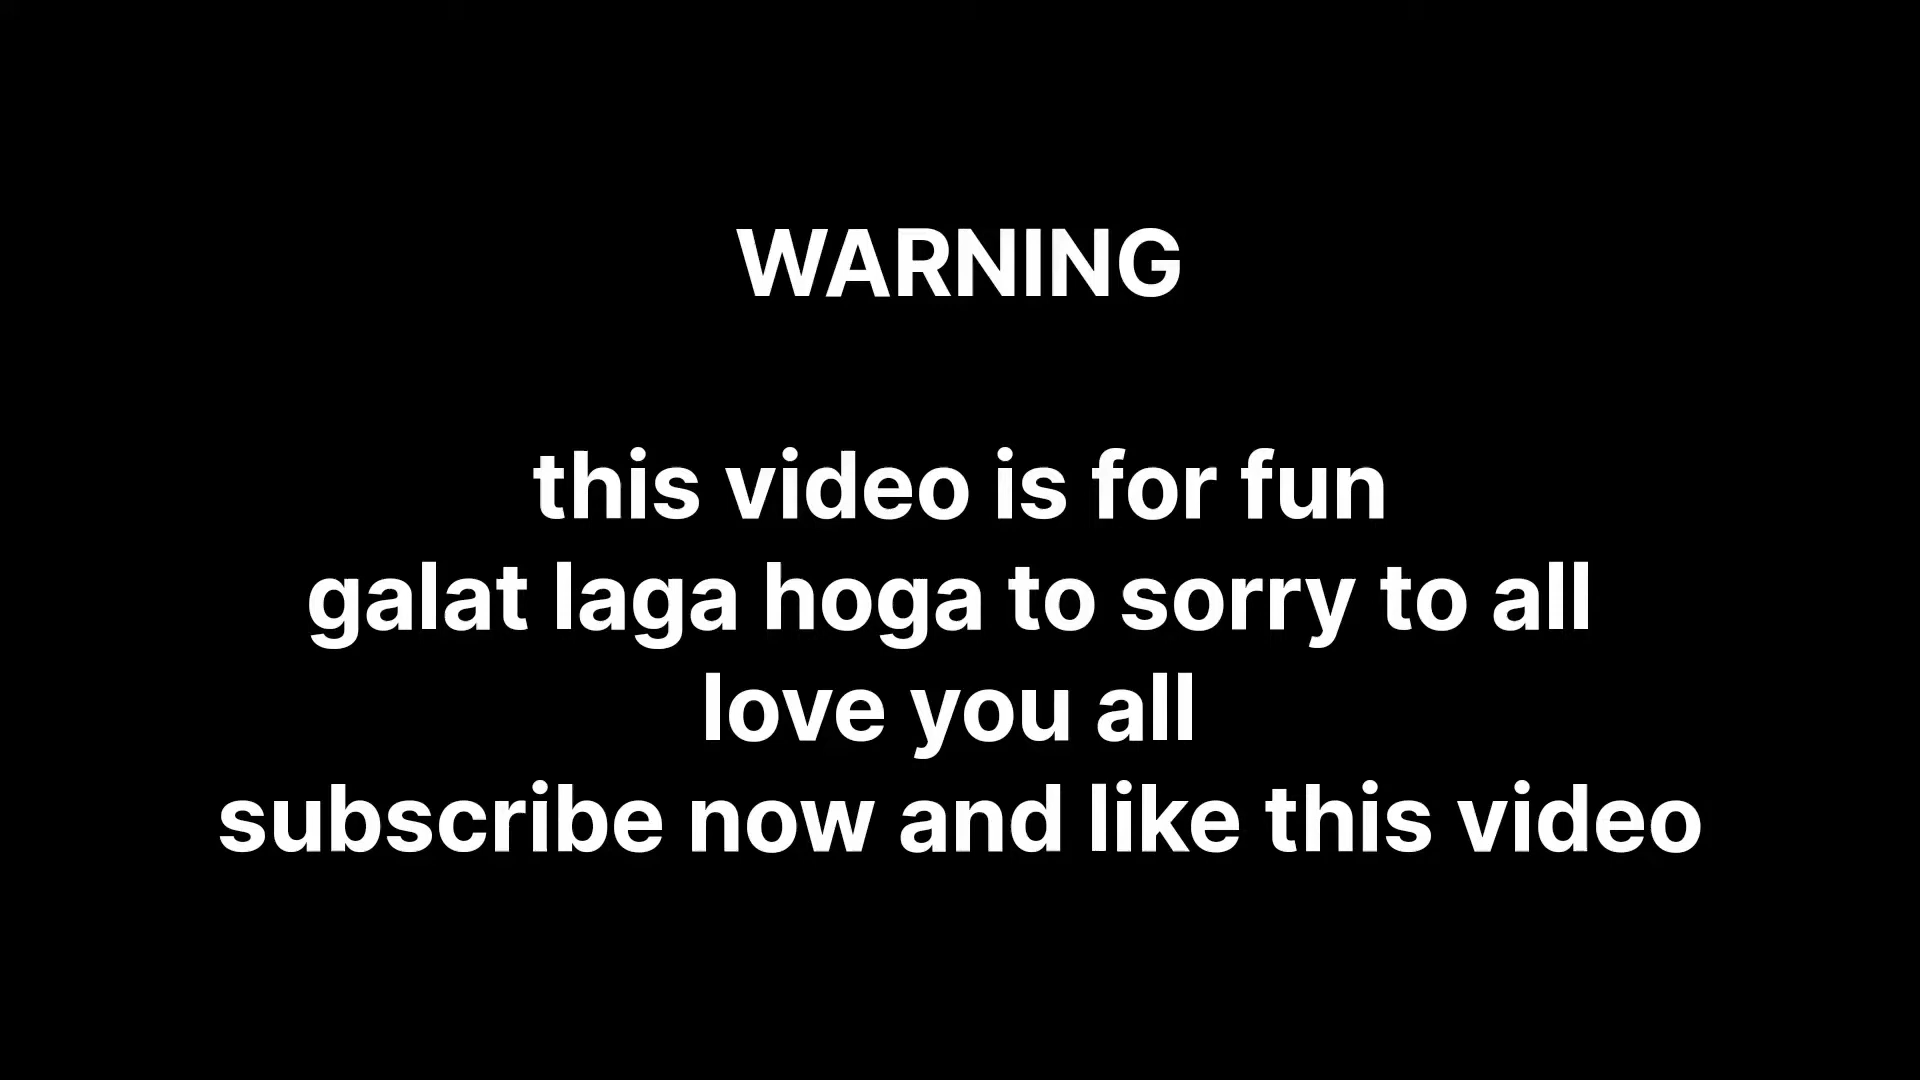 WARNING
this video is for fun
galat laga hoga to sorry to all
love you all
subscribe now and like this video